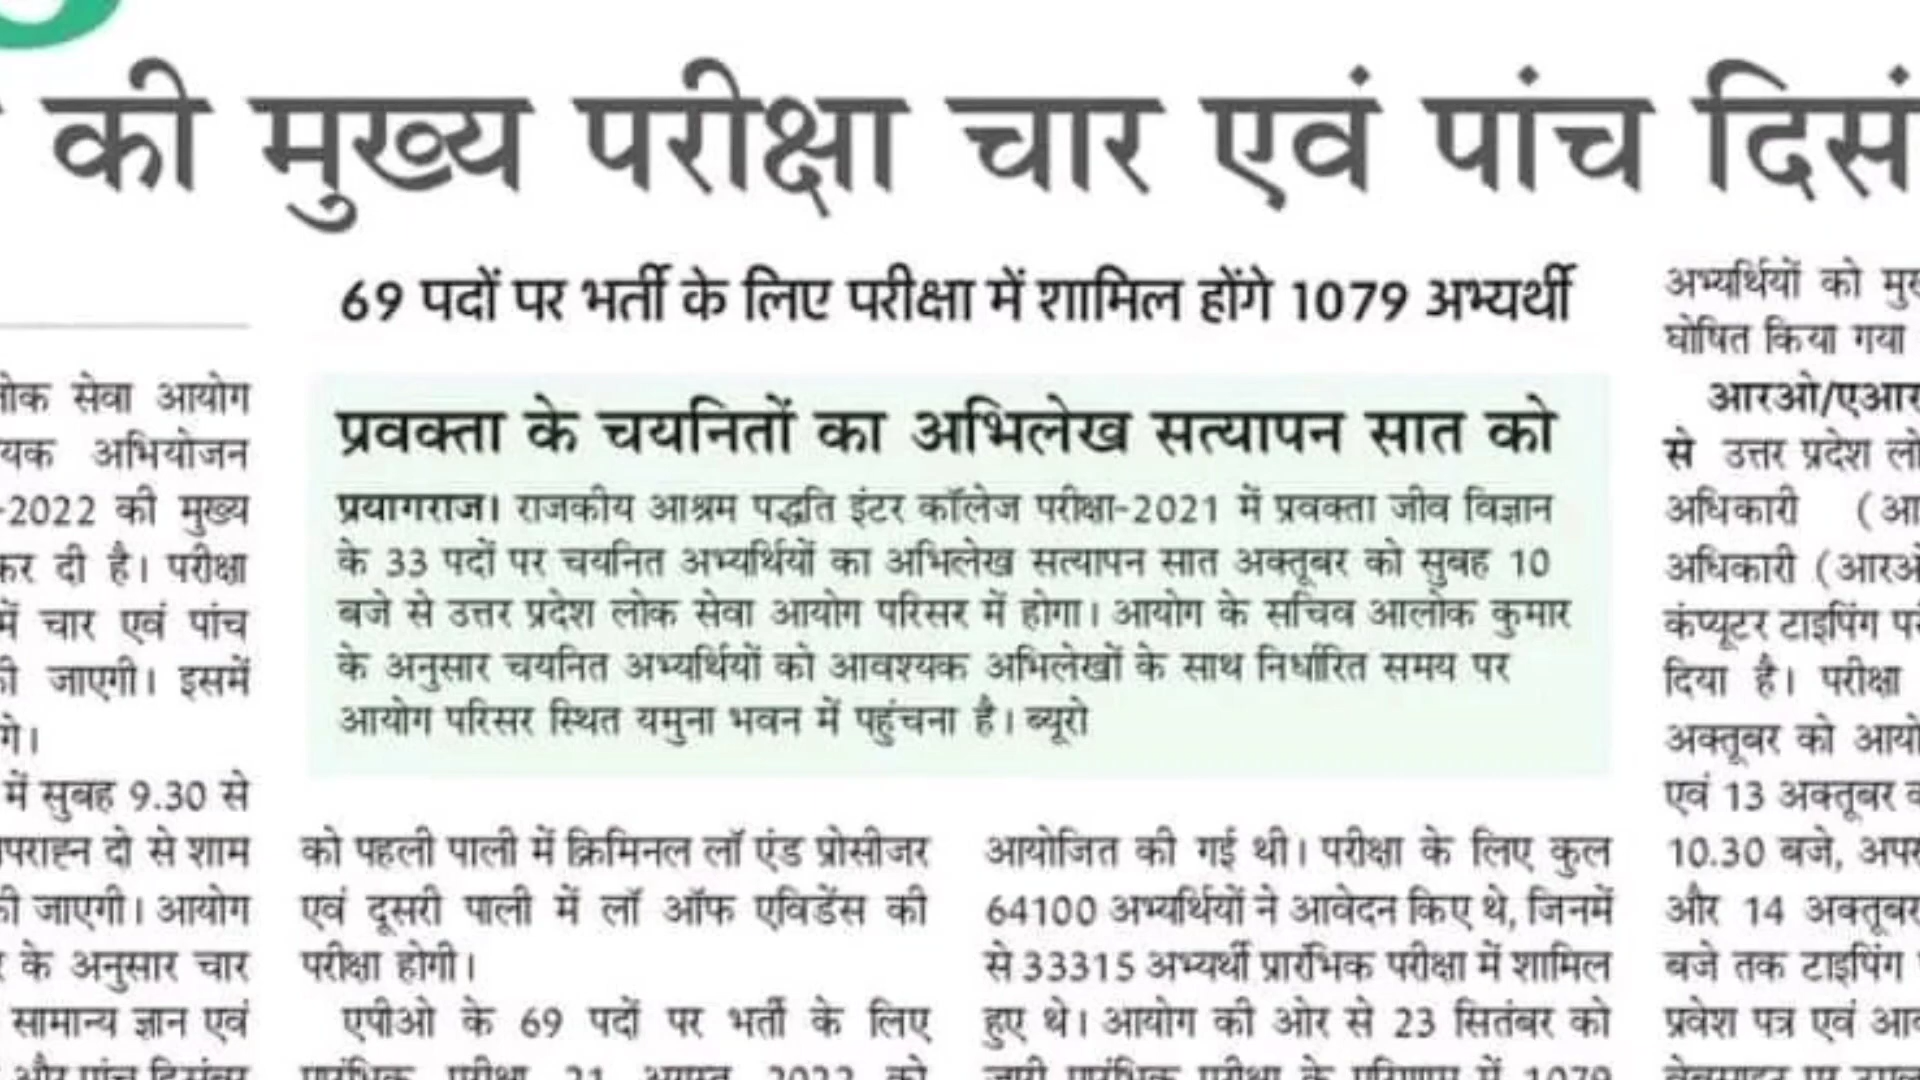 की मुख्य परीक्षा चार एवं पांच
69 पदों पर भर्ती के लिए परीक्षा में शामिल होंगे 1079 अभ्यर्थी
सेवा आयोग
अभियोजन
-2022 की मुख्य
कर दी है। परीक्षा
में चार एवं पांच
जाएगी। इसमें
में सुबह 9.30 से
दो से शाम
जाएगी। आयोग
के अनुसार चार
सामान्य ज्ञान एवं
प्रवक्ता के चयनितों का अभिलेख सत्यापन सात को
प्रयागराज। राजकीय आश्रम पद्धति इंटर कॉलेज परीक्षा-2021 में प्रवक्ता जीव विज्ञान
के 33 पदों पर चयनित अभ्यर्थियों का अभिलेख सत्यापन सात अक्तूबर को सुबह 10
बजे से उत्तर प्रदेश लोक सेवा आयोग परिसर में होगा। आयोग के सचिव आलोक कुमार
के अनुसार चयनित अभ्यर्थियों को आवश्यक अभिलेखों के साथ निर्धारित समय पर
आयोग परिसर स्थित यमुना भवन में पहुंचना है। ब्यूरो
को पहली पाली में क्रिमिनल लॉ एंड प्रोसीजर
एवं दूसरी पाली में लॉ ऑफ एविडेंस की
परीक्षा होगी।
एपीओ के 69 पदों पर भर्ती के लिए
आयोजित की गई थी। परीक्षा के लिए कुल
64100 अभ्यर्थियों ने आवेदन किए थे, जिनमें
से 33315 अभ्यर्थी प्रारंभिक परीक्षा में शामिल
हुए थे। आयोग की ओर से 23 सितंबर को
अभ्यर्थियों को
घोषित किया गया
आरओ/एआर
से उत्तर प्रदेश
अधिकारी (आ
अधिकारी (आरओ
कंप्यूटर टाइपिंग
दिया है। परीक्षा
अक्तूबर को
एवं 13 अक्तूबर
10.30 बजे,
और 14 अक्तूबर
बजे तक टाइपिंग
प्रवेश पत्र एवं